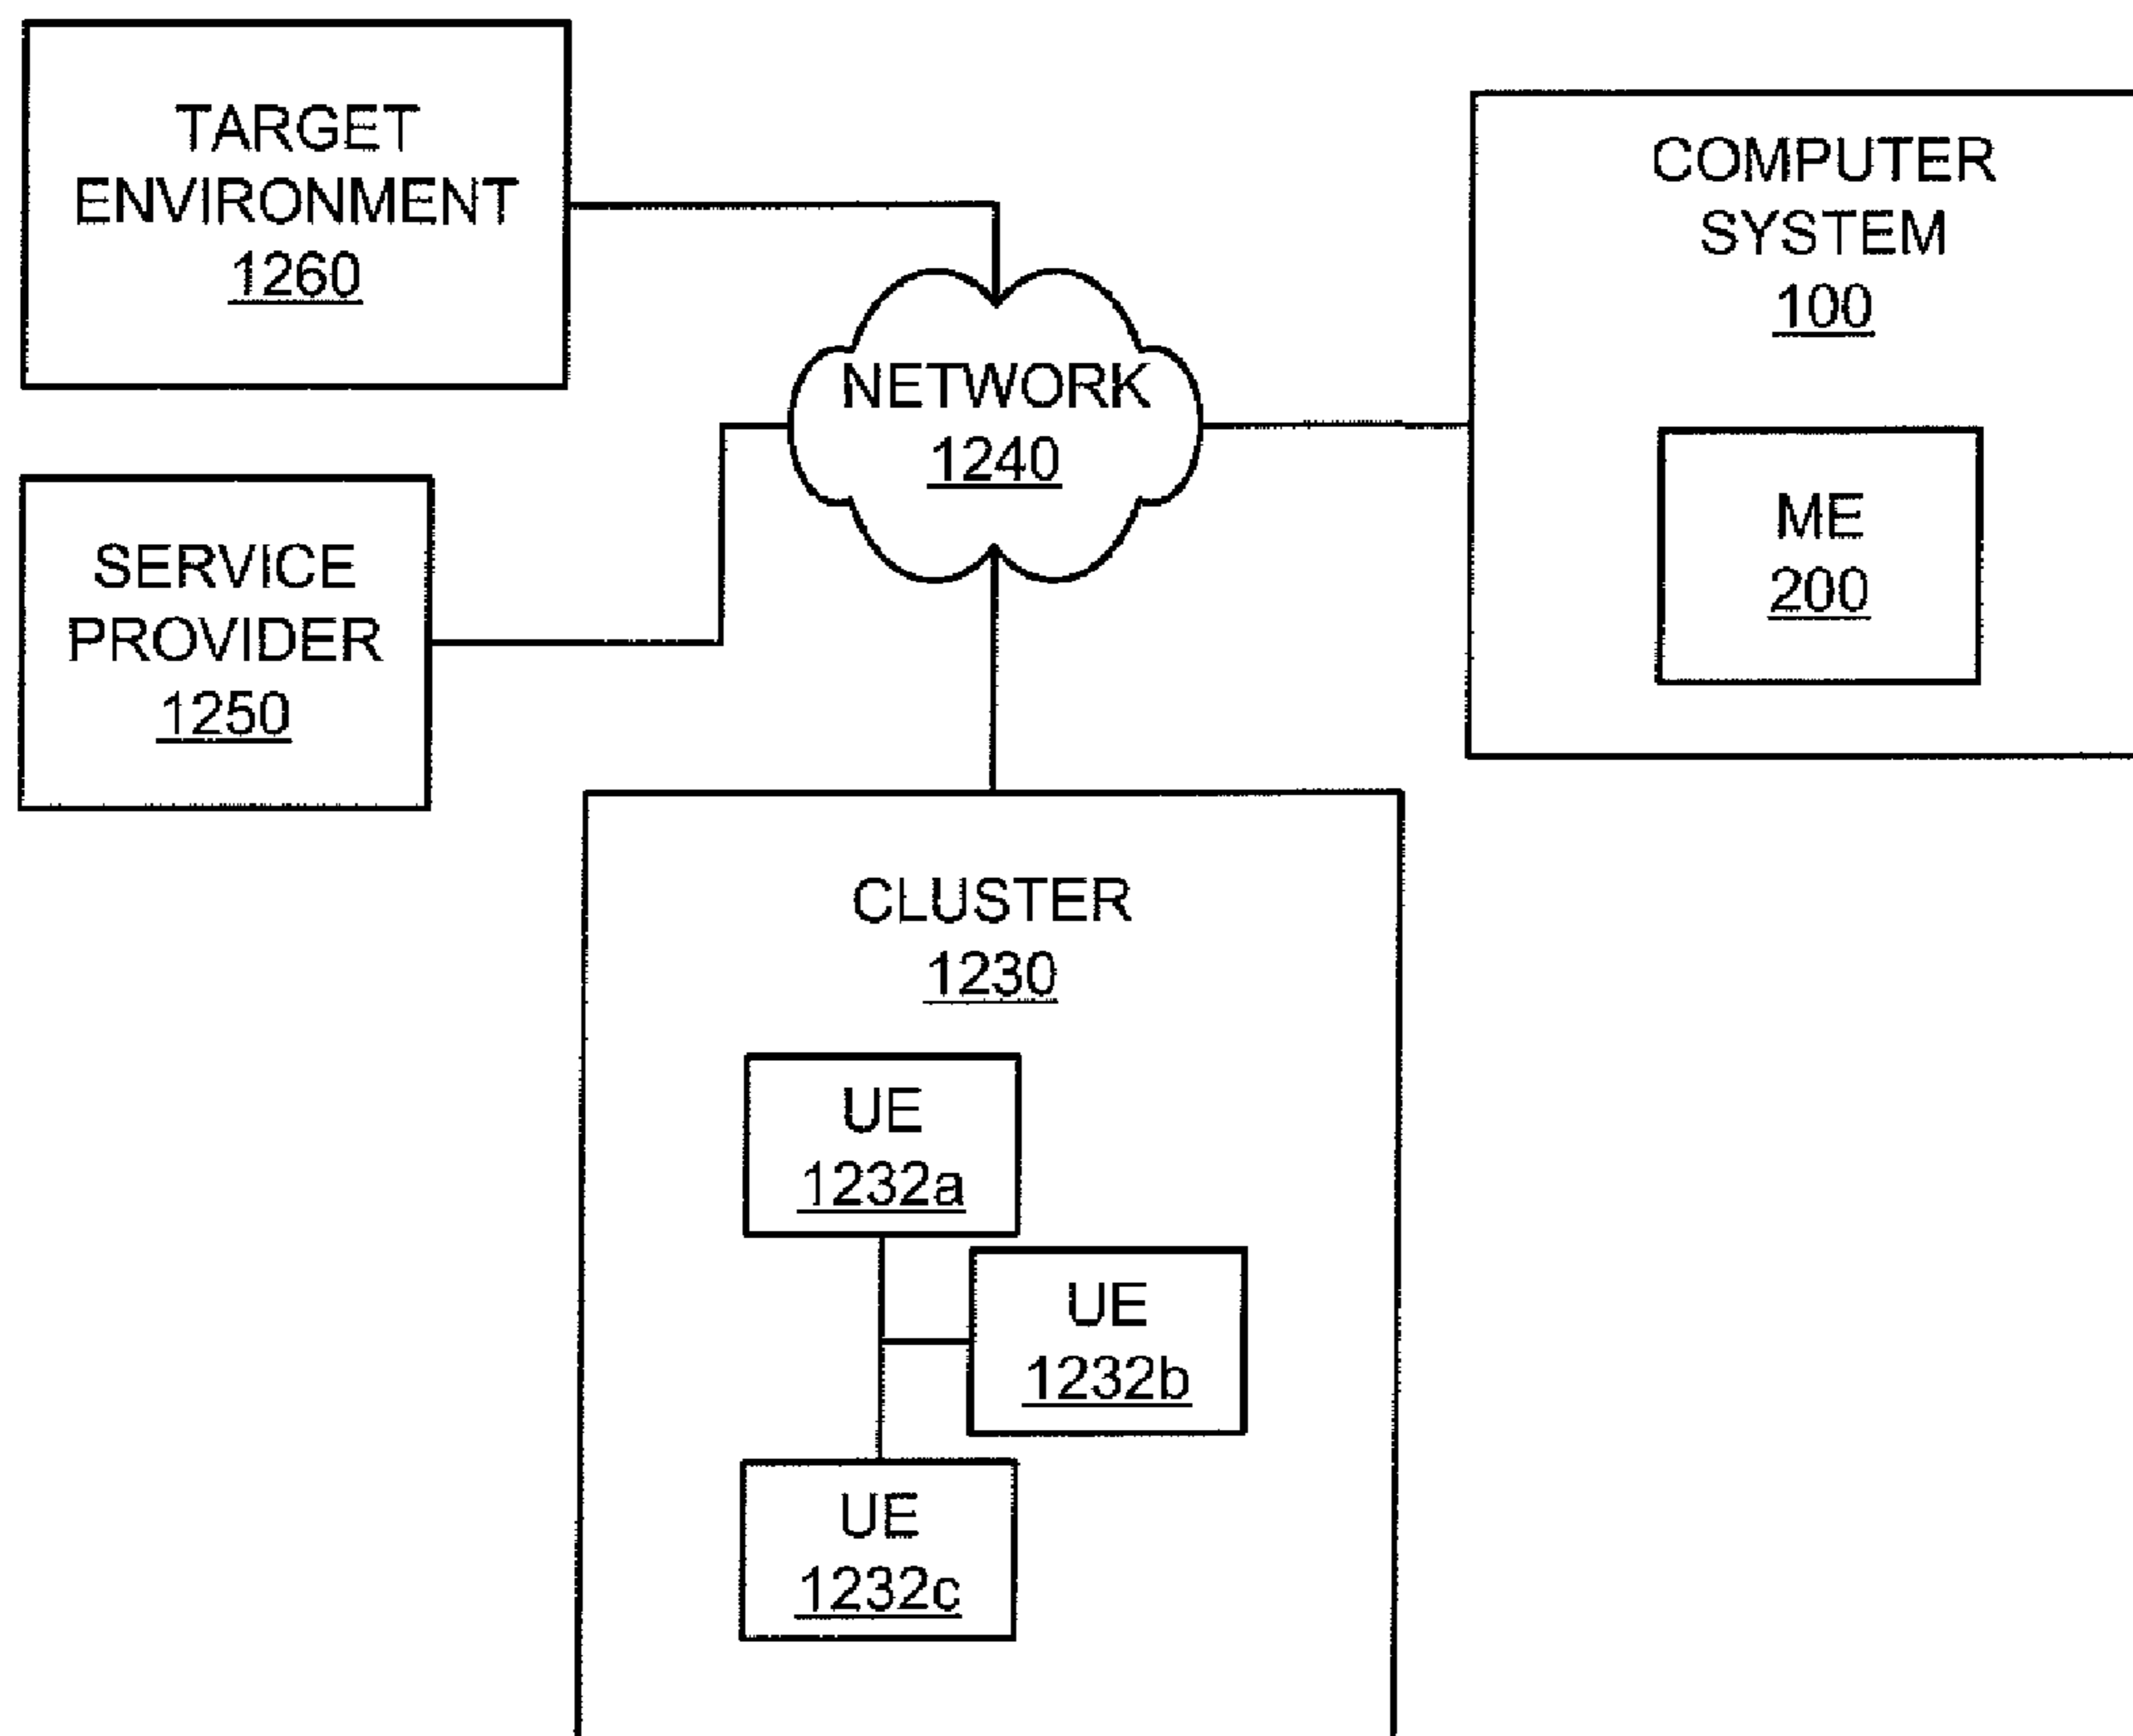 TARGET
ENVIRONMENT
1260
COMPUTER
SYSTEM
100
NETWORK
1240
ME
200
SERVICE
PROVIDER
1250
CLUSTER
1230
UE
1232a
UE
1232b
UE
1232c